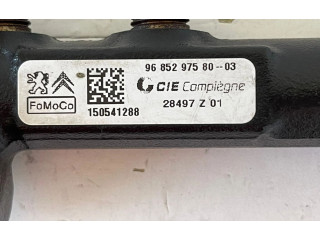 96 852 975 80--03
CIE Compiègne
FoMoCo
150541288
28497 Z 01